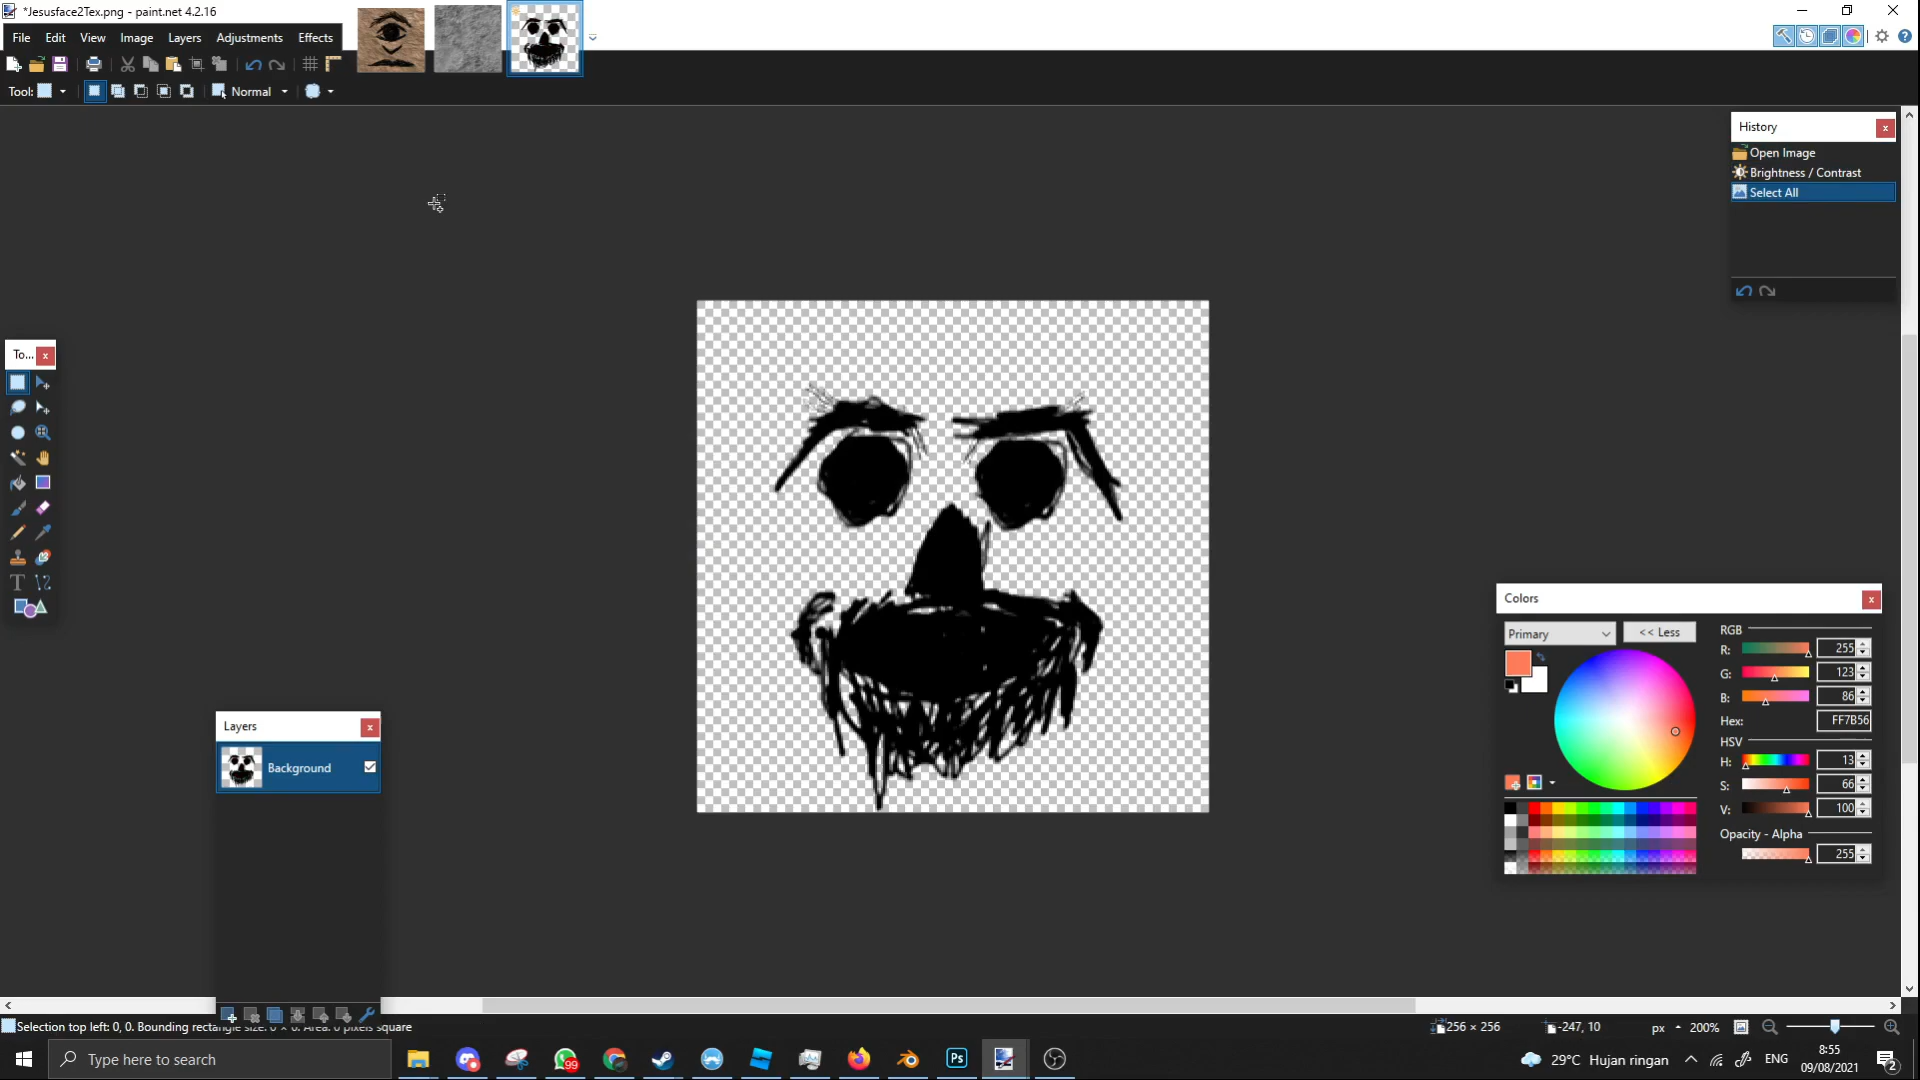 *Jesusface2Tex.png - paint.net 4.2.16
File Edit View Image Layers Adjustments Effects
Tool: Normal
History
Open Image
Brightness / Contrast
Select All
To...
Colors
Primary
<< Less
RGB
R: 255
G: 123
B: 86
Hex: FF7B56
HSV
H: 13
S: 66
V: 100
Opacity - Alpha
255
Layers
Background
Selection top left: 0, 0. Bounding rectangle size: 0 × 0. Area: 0 pixels square
256 × 256
-247, 10
px
200%
Type here to search
99
Ps
29°C Hujan ringan
ENG
8:55
09/08/2021
2